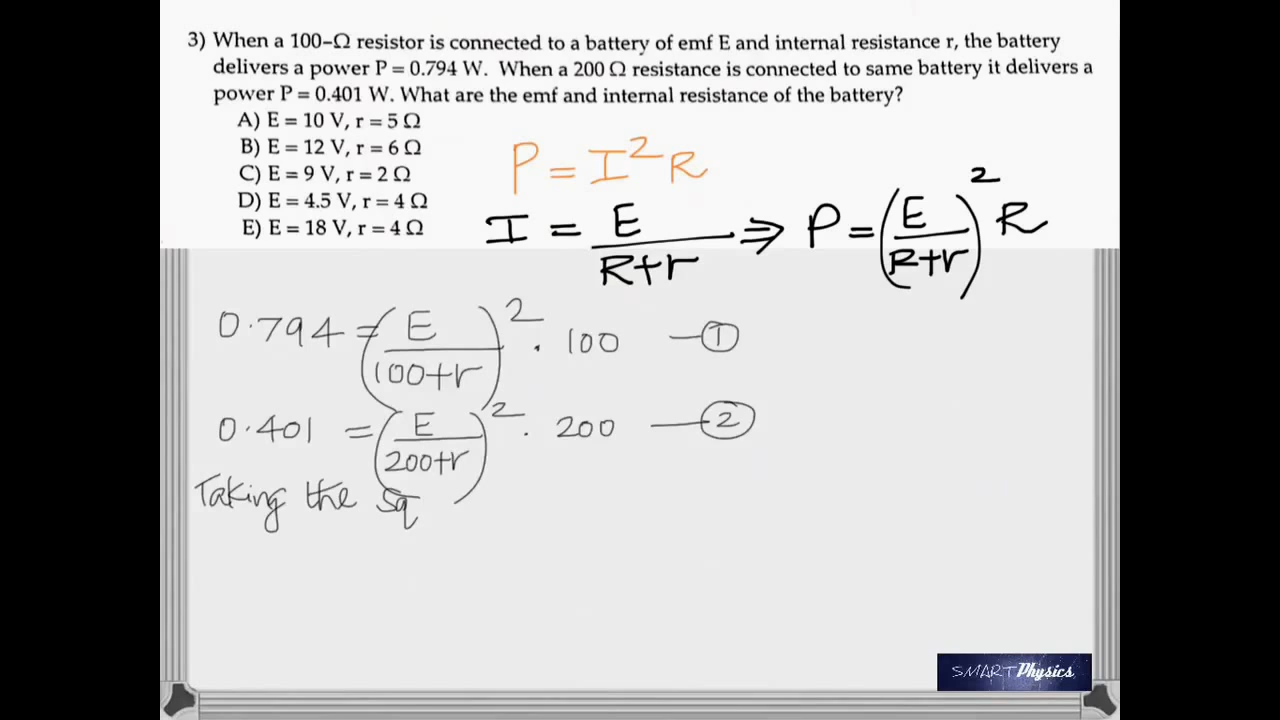 3) When a 100–Ω resistor is connected to a battery of emf E and internal resistance r, the battery
delivers a power P = 0.794 W. When a 200 Ω resistance is connected to same battery it delivers a
power P = 0.401 W. What are the emf and internal resistance of the battery?
A) E = 10 V, r = 5 Ω
B) E = 12 V, r = 6 Ω
C) E = 9 V, r = 2 Ω
D) E = 4.5 V, r = 4 Ω
E) E = 18 V, r = 4 Ω
P = I² R
I = E / R+r ⇒ P = (E / R+r)² R
0.794 = (E / 100+r)² . 100 — ①
0.401 = (E / 200+r)² . 200 — ②
Taking the sq
SMART Physics